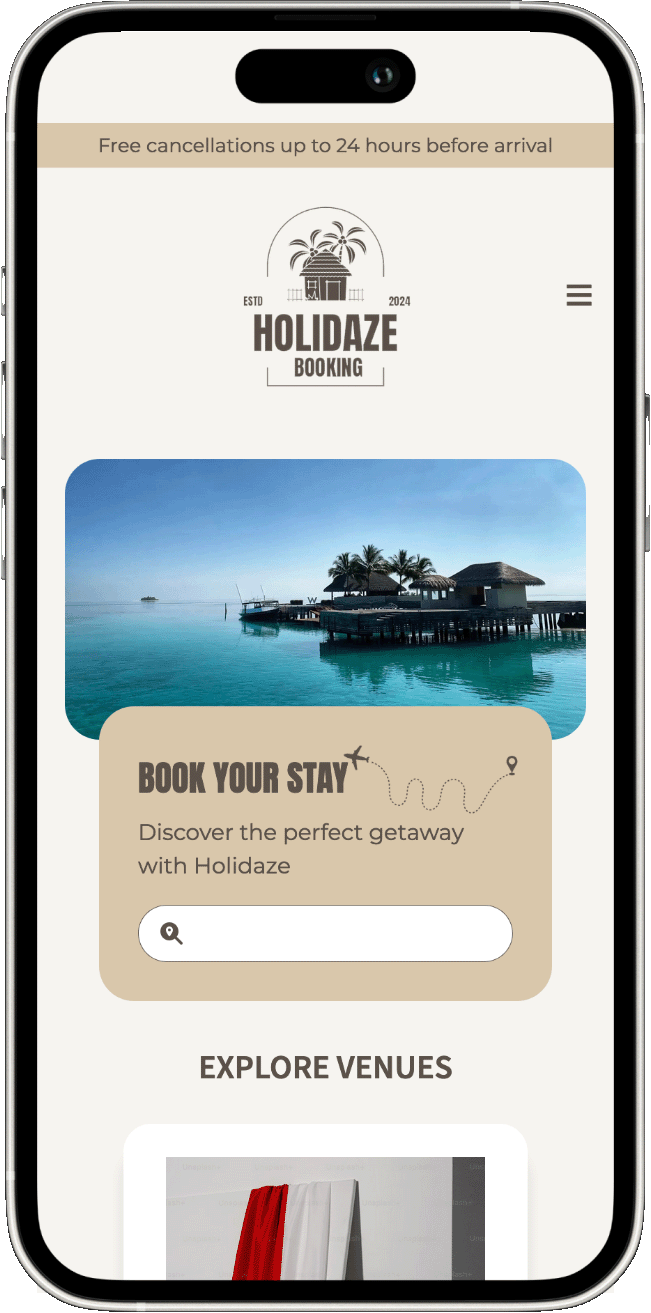 Free cancellations up to 24 hours before arrival
ESTD 2024
HOLIDAZE
BOOKING
W
BOOK YOUR STAY
Discover the perfect getaway
with Holidaze
EXPLORE VENUES